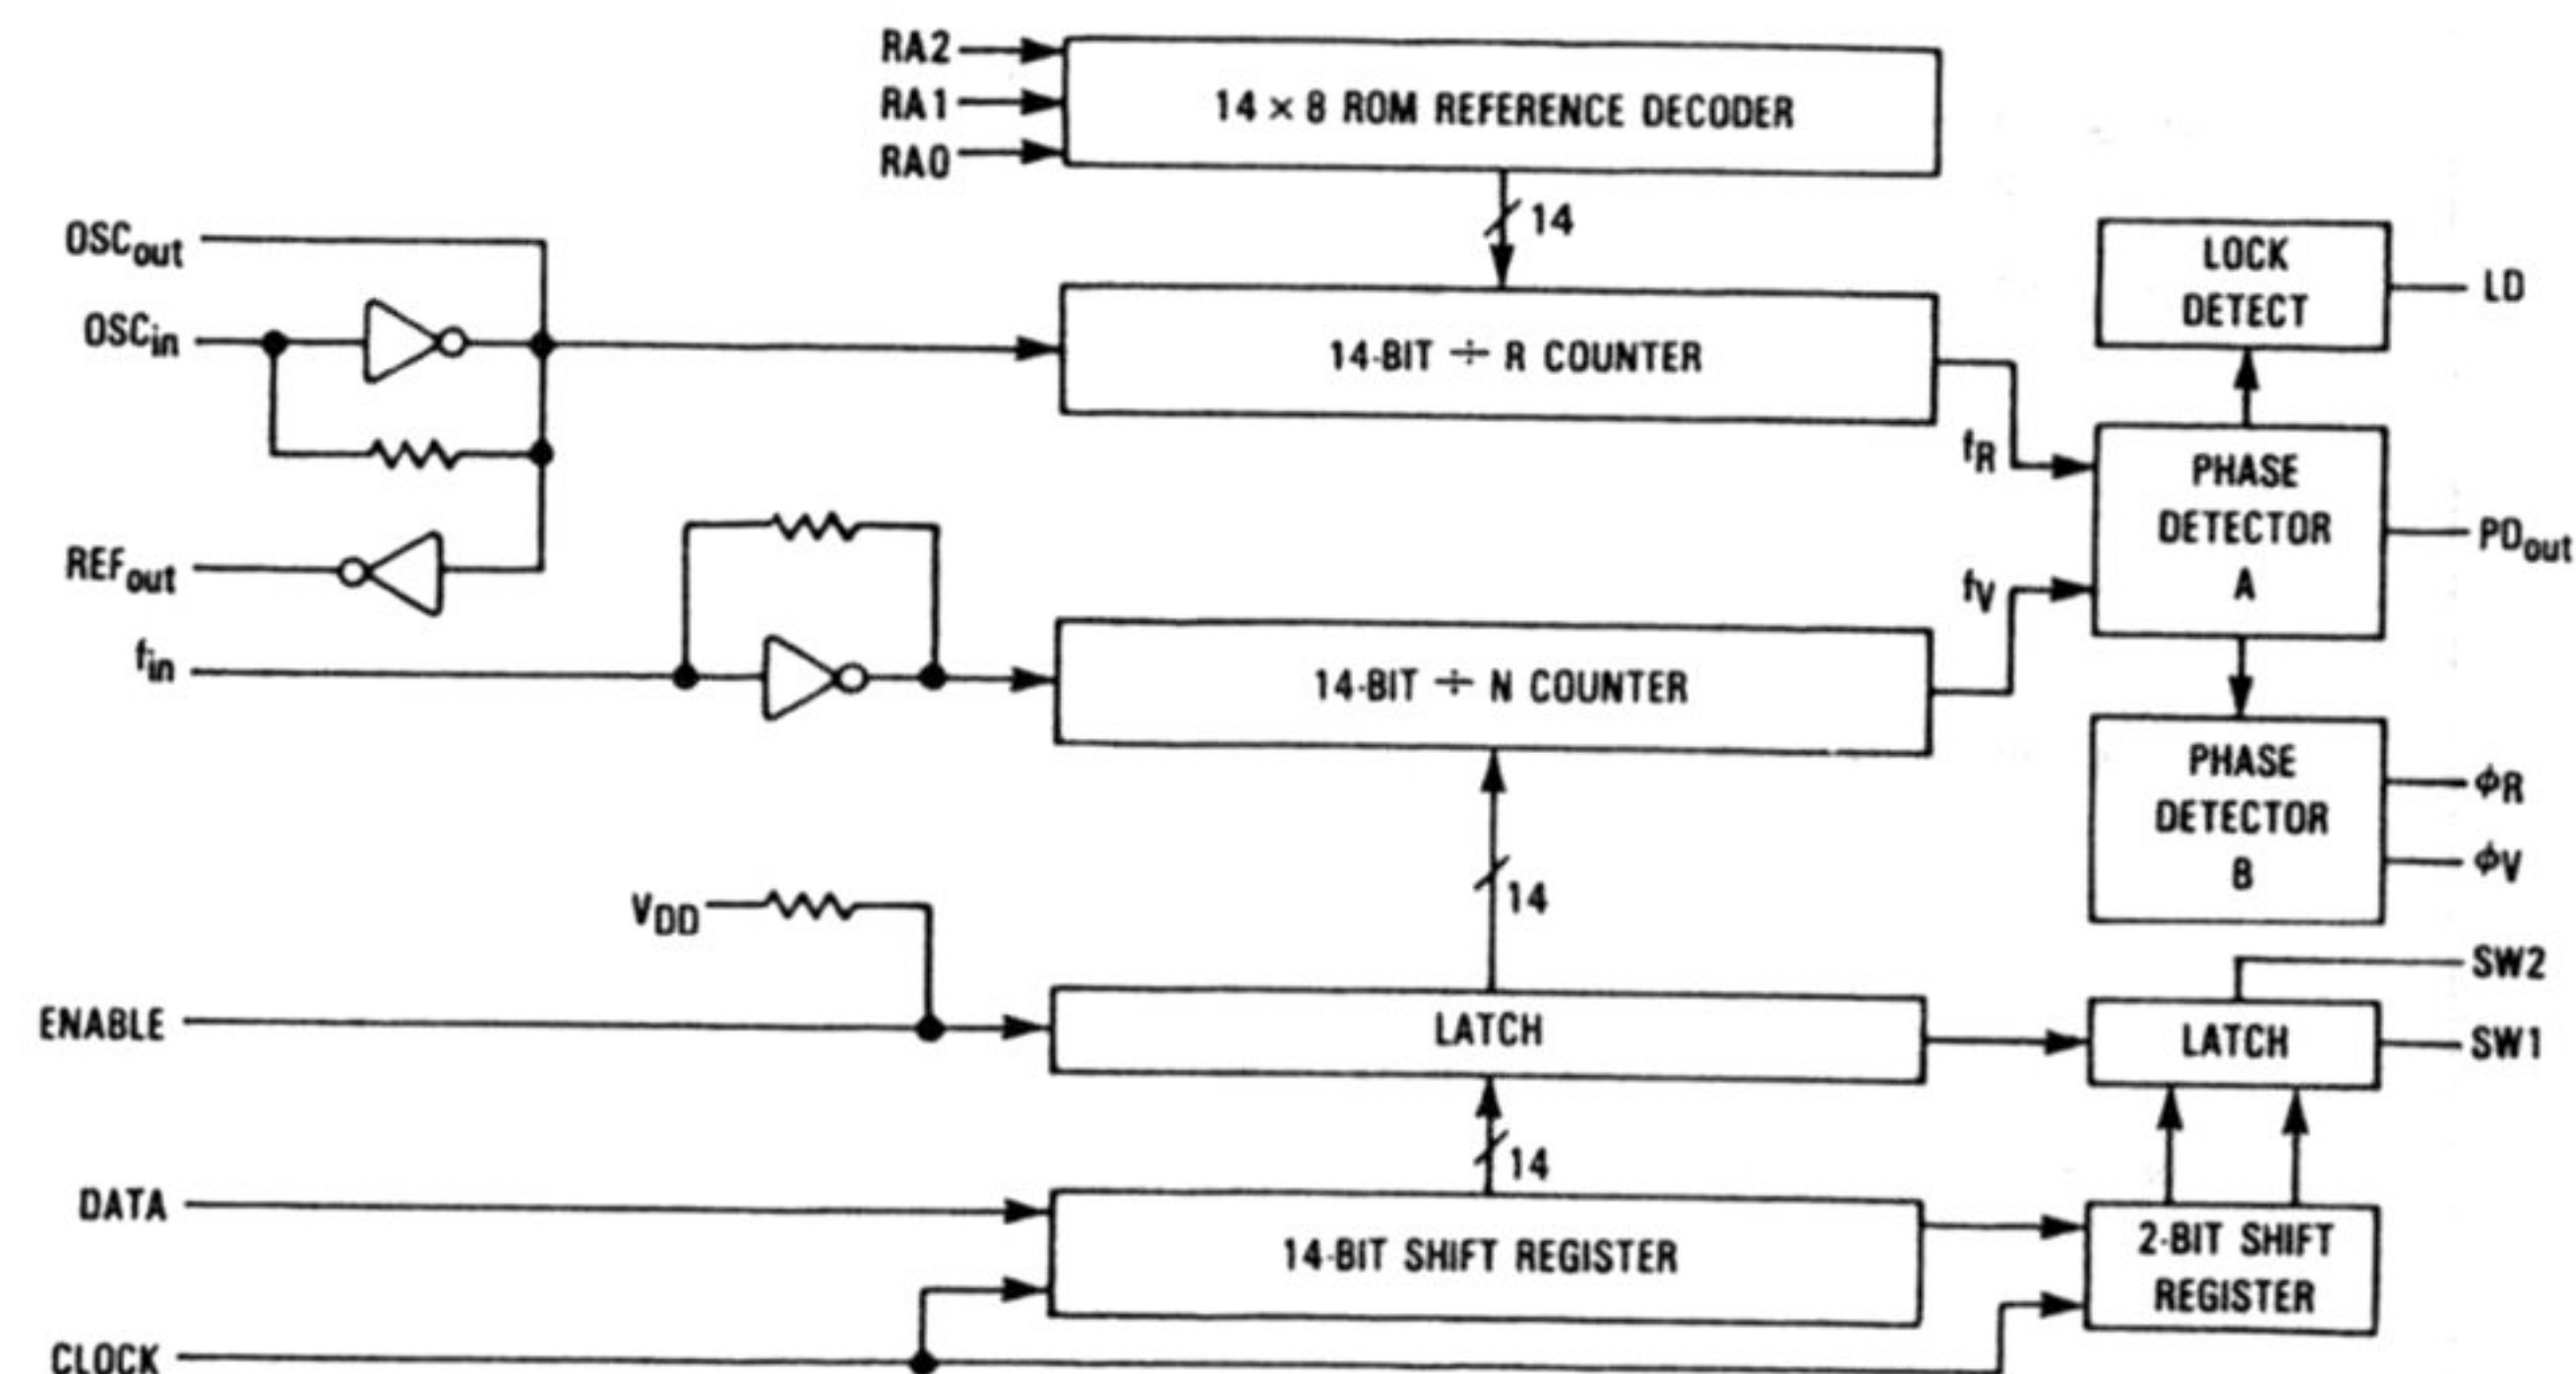 RA2
RA1
RA0
14 × 8 ROM REFERENCE DECODER
14
OSCout
OSCin
REFout
fin
14-BIT ÷ R COUNTER
fR
14-BIT ÷ N COUNTER
fV
LOCK
DETECT
LD
PHASE
DETECTOR
A
PDout
PHASE
DETECTOR
B
ϕR
ϕV
14
VDD
ENABLE
LATCH
LATCH
SW2
SW1
14
DATA
14-BIT SHIFT REGISTER
2-BIT SHIFT
REGISTER
CLOCK